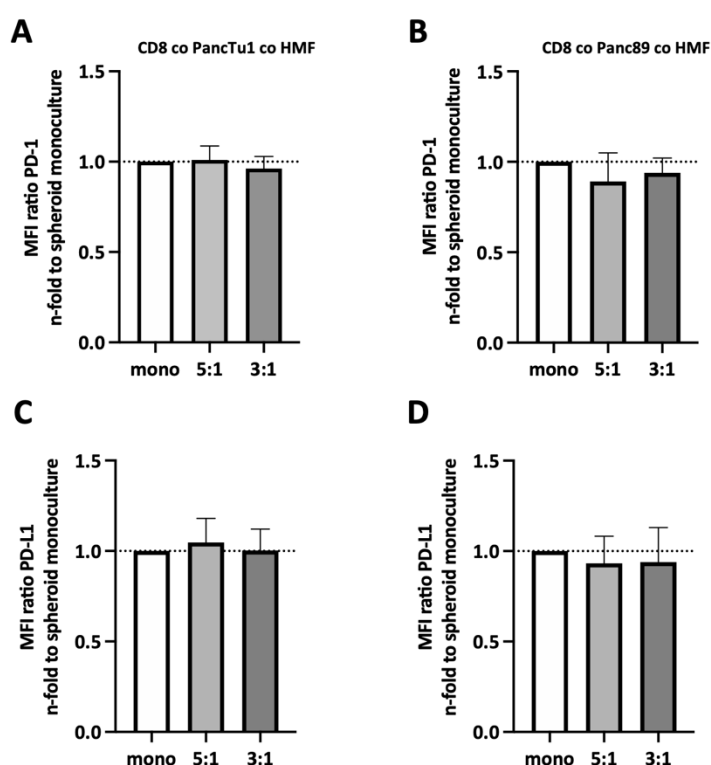 A
CD8 co PancTu1 co HMF
MFI ratio PD-1
n-fold to spheroid monoculture
1.5
1.0
0.5
0.0
mono 5:1 3:1
B
CD8 co Panc89 co HMF
MFI ratio PD-1
n-fold to spheroid monoculture
1.5
1.0
0.5
0.0
mono 5:1 3:1
C
MFI ratio PD-L1
n-fold to spheroid monoculture
1.5
1.0
0.5
0.0
mono 5:1 3:1
D
MFI ratio PD-L1
n-fold to spheroid monoculture
1.5
1.0
0.5
0.0
mono 5:1 3:1